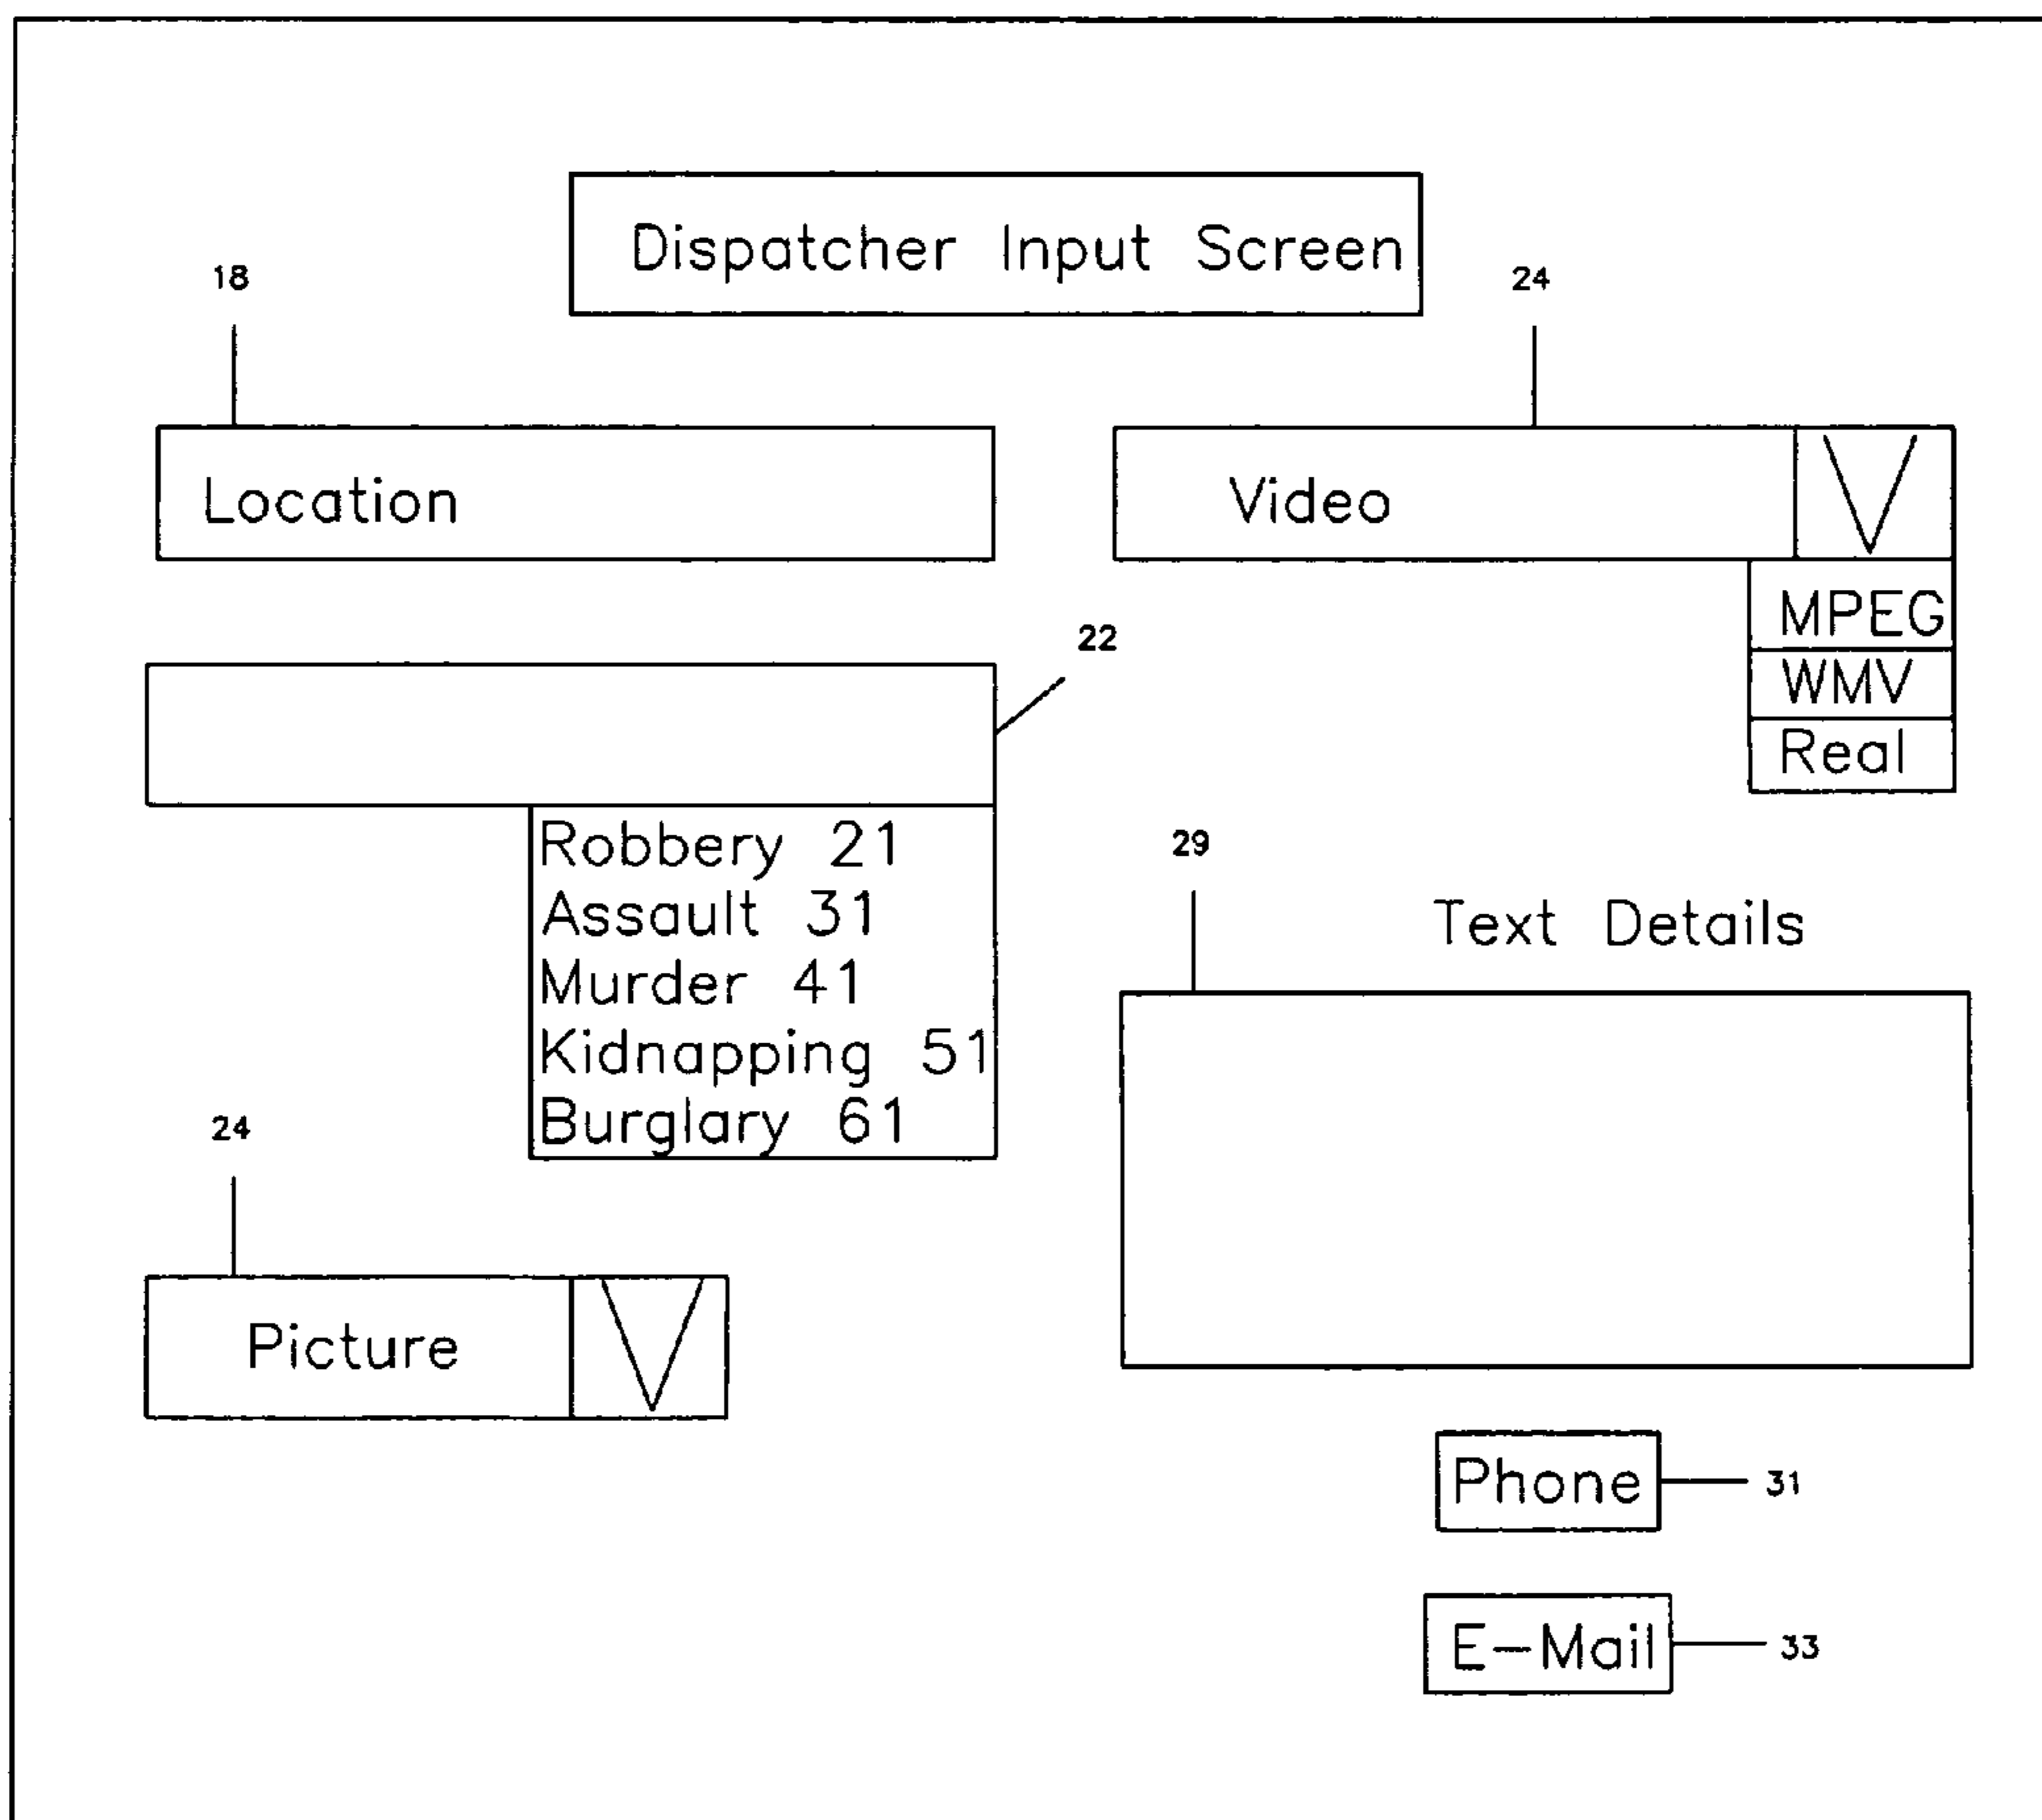 Dispatcher Input Screen
18
24
Location
Video
MPEG
WMV
Real
22
Robbery 21
Assault 31
Murder 41
Kidnapping 51
Burglary 61
29
Text Details
24
Picture
Phone
31
E-Mail
33